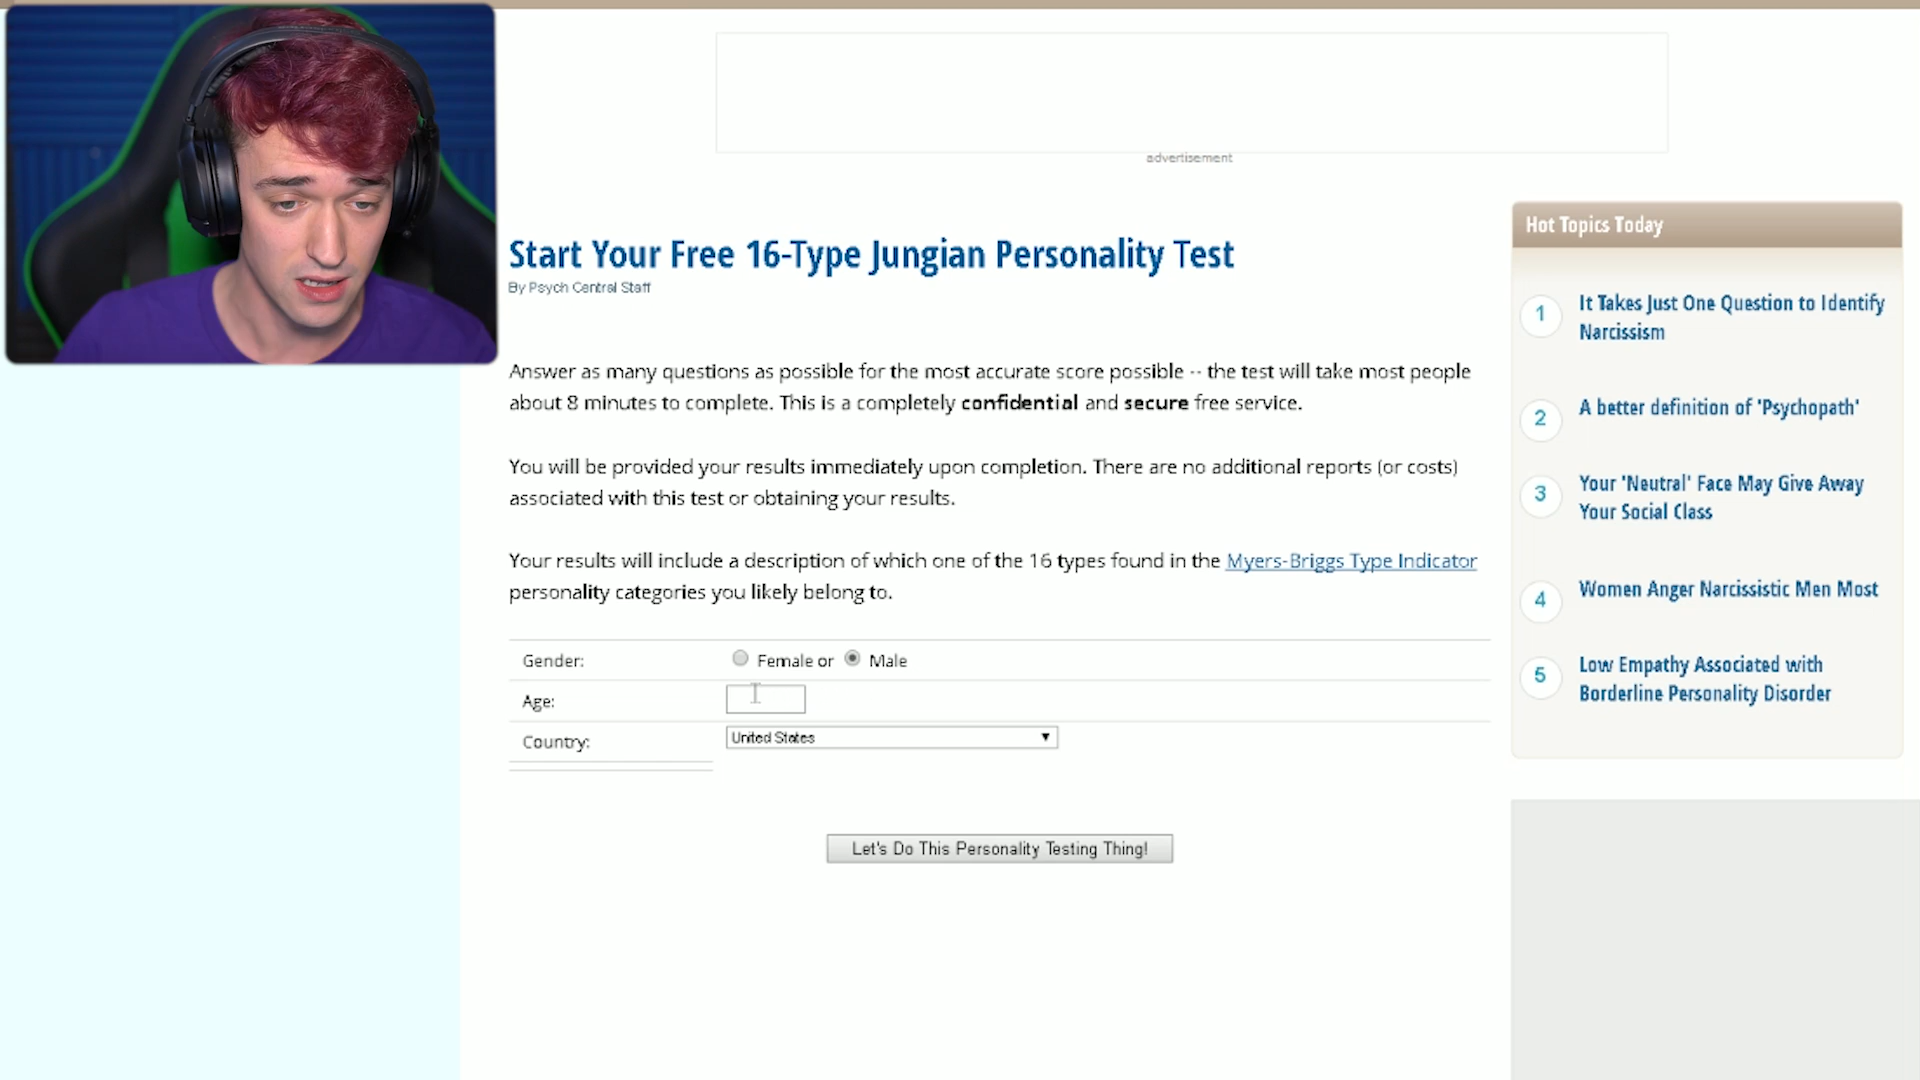 advertisement
Start Your Free 16-Type Jungian Personality Test
By Psych Central Staff
Answer as many questions as possible for the most accurate score possible -- the test will take most people
about 8 minutes to complete. This is a completely confidential and secure free service.
You will be provided your results immediately upon completion. There are no additional reports (or costs)
associated with this test or obtaining your results.
Your results will include a description of which one of the 16 types found in the Myers-Briggs Type Indicator
personality categories you likely belong to.
Gender: Female or Male
Age:
Country: United States
Let's Do This Personality Testing Thing!
Hot Topics Today
1 It Takes Just One Question to Identify
Narcissism
2 A better definition of 'Psychopath'
3 Your 'Neutral' Face May Give Away
Your Social Class
4 Women Anger Narcissistic Men Most
5 Low Empathy Associated with
Borderline Personality Disorder